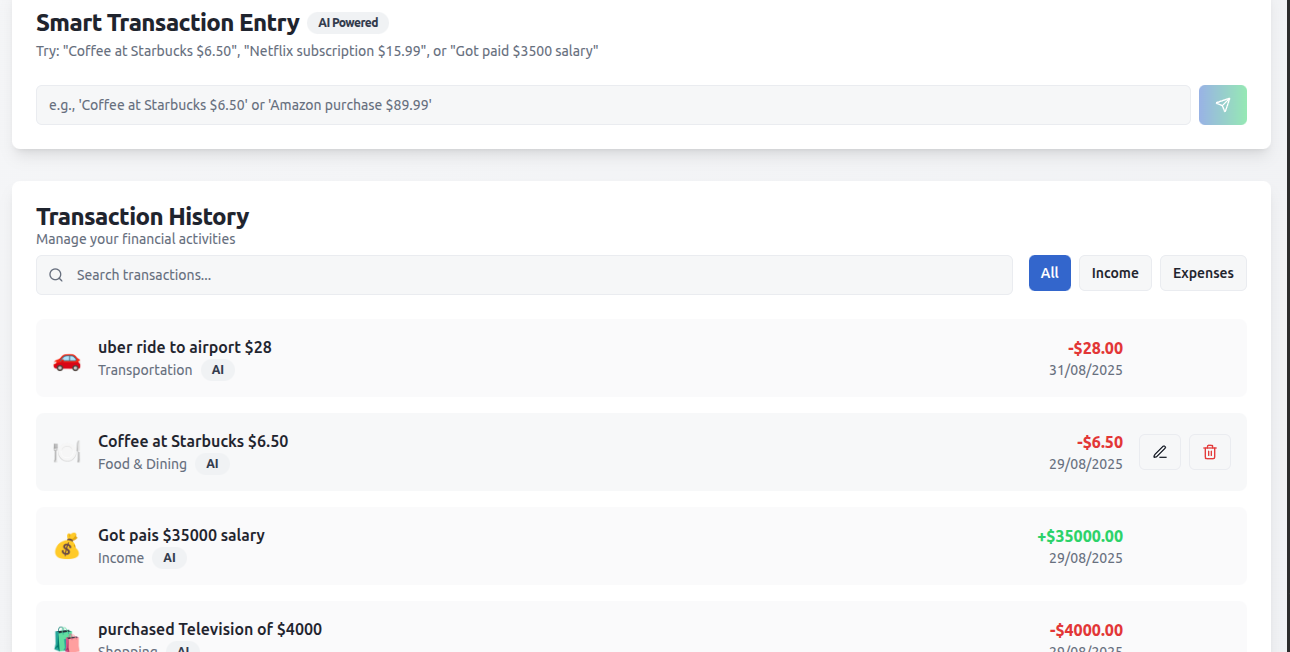 Smart Transaction Entry AI Powered
Try: "Coffee at Starbucks $6.50", "Netflix subscription $15.99", or "Got paid $3500 salary"
e.g., 'Coffee at Starbucks $6.50' or 'Amazon purchase $89.99'
Transaction History
Manage your financial activities
Search transactions... All Income Expenses
uber ride to airport $28 -$28.00
Transportation AI 31/08/2025
Coffee at Starbucks $6.50 -$6.50
Food & Dining AI 29/08/2025
Got pais $35000 salary +$35000.00
Income AI 29/08/2025
purchased Television of $4000 -$4000.00
Shopping AI 29/08/2025